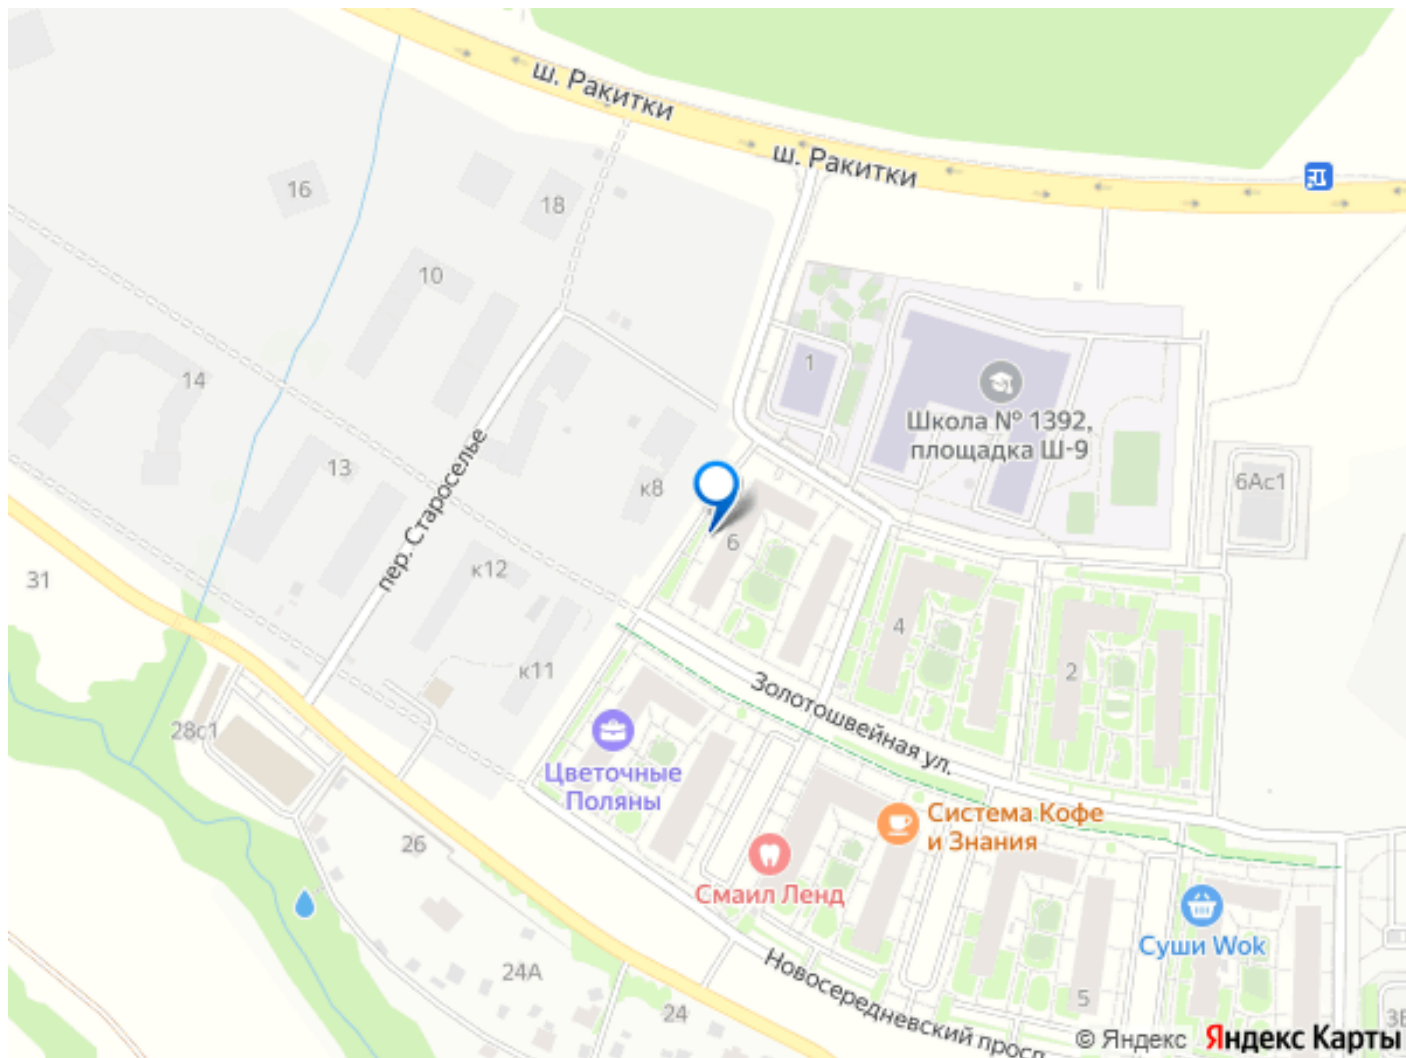 ш. Ракитки
ш. Ракитки
16
18
10
1
14
Школа № 1392,
площадка Ш-9
13
к8
6Ас1
пер. Староселье
6
к12
31
4
2
к11
Золотошвейная ул.
28с1
Цветочные
Поляны
Система Кофе
и Знания
26
Смаил Ленд
Суши Wok
24А
Новосередневский просп
5
24
© Яндекс Яндекс Карты